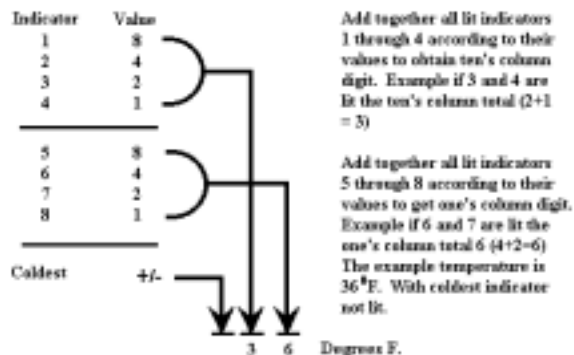 Indicator Value
1 8
2 4
3 2
4 1
5 8
6 4
7 2
8 1
Coldest +/-
3 6 Degrees F.
Add together all lit indicators
1 through 4 according to their
values to obtain ten's column
digit. Example if 3 and 4 are
lit the ten's column total (2+1
= 3)
Add together all lit indicators
5 through 8 according to their
values to get one's column digit.
Example if 6 and 7 are lit the
one's column total 6 (4+2=6)
The example temperature is
36°F. With coldest indicator
not lit.